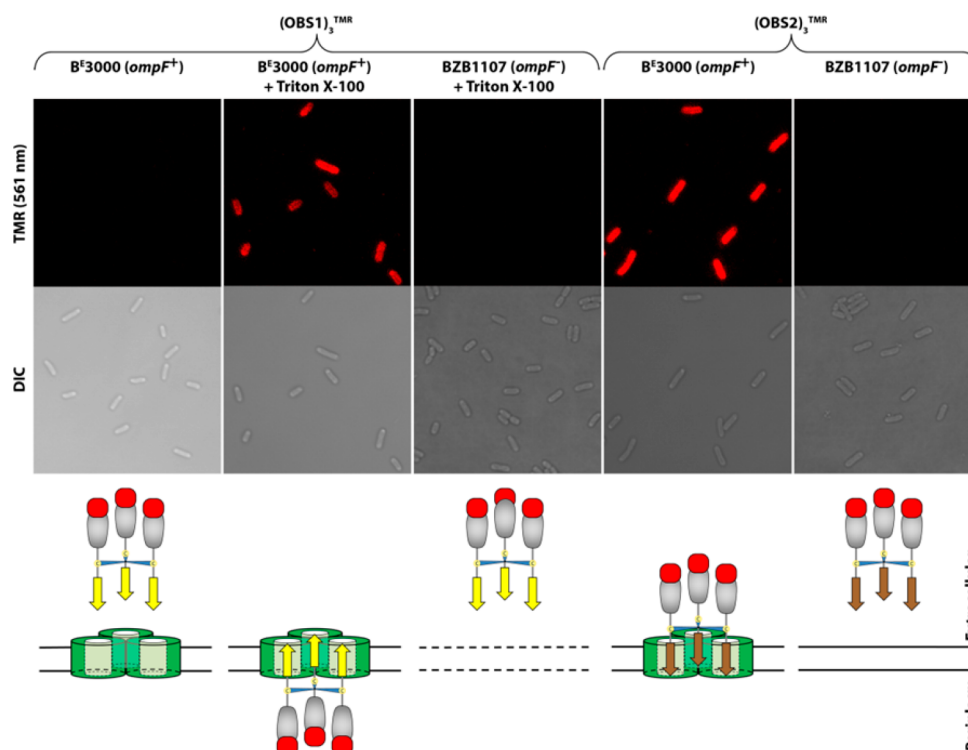 (OBS1)₃ᵀᴹᴿ
(OBS2)₃ᵀᴹᴿ
Bᴱ3000 (ompF⁺)
Bᴱ3000 (ompF⁺)
+ Triton X-100
BZB1107 (ompF⁻)
+ Triton X-100
Bᴱ3000 (ompF⁺)
BZB1107 (ompF⁻)
TMR (561 nm)
DIC